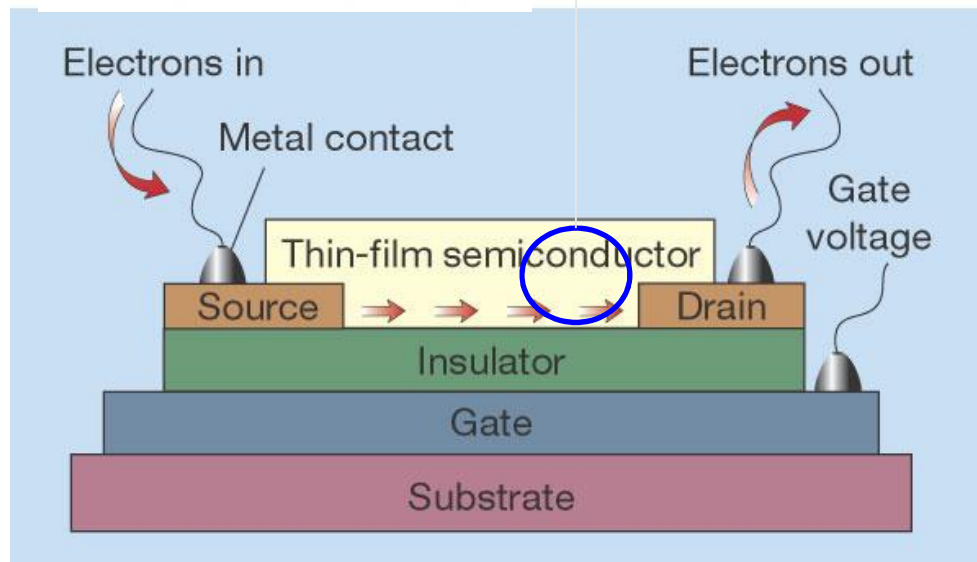 Electrons in
Electrons out
Metal contact
Gate
voltage
Thin-film semiconductor
Source
Drain
Insulator
Gate
Substrate